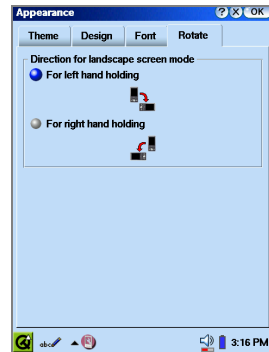 Appearance ? X OK
Theme Design Font Rotate
Direction for landscape screen mode
For left hand holding
For right hand holding
abc 3:16 PM